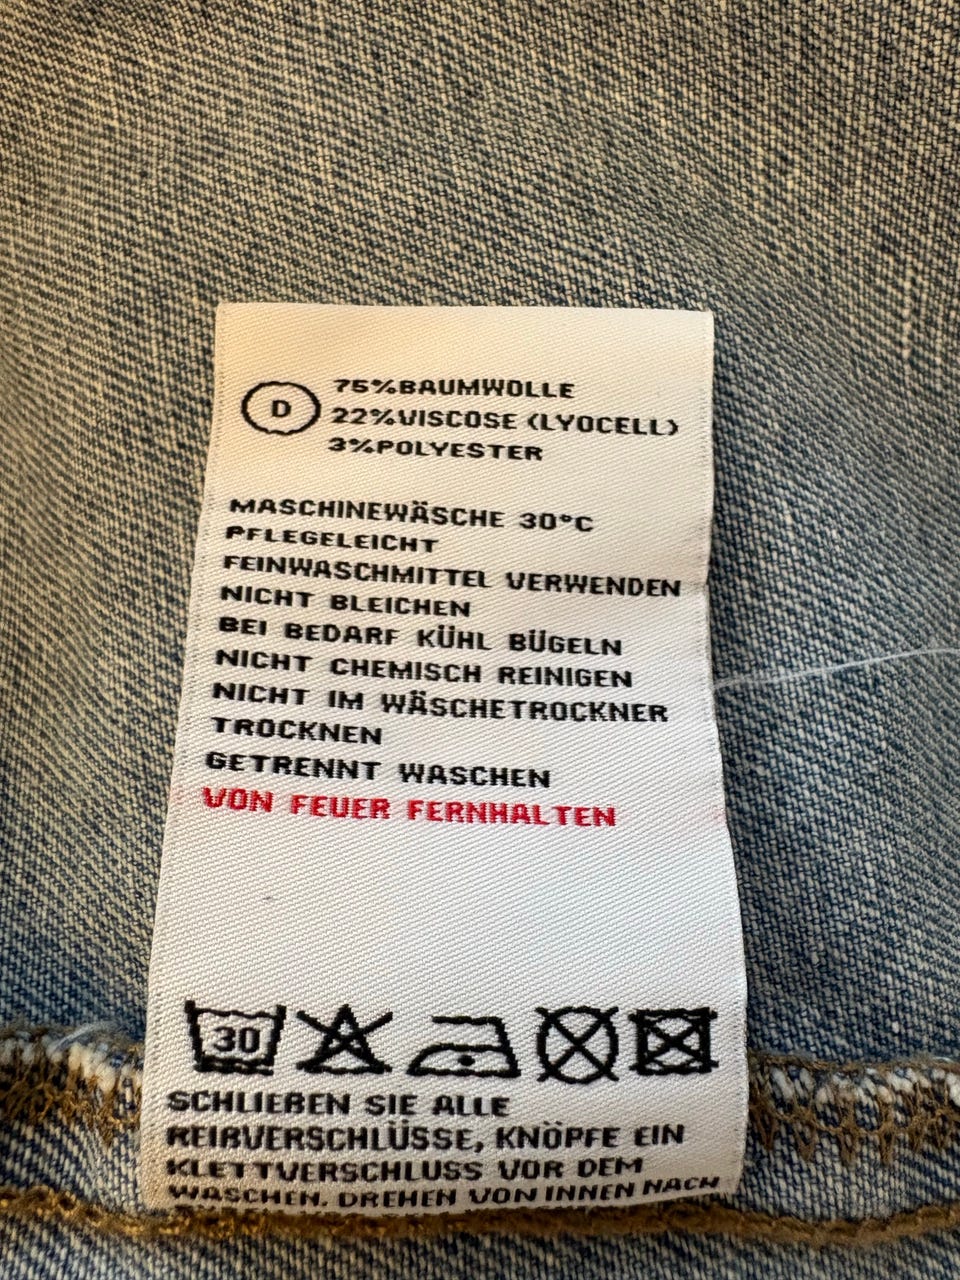 D
75%BAUMWOLLE
22%VISCOSE (LYOCELL)
3%POLYESTER
MASCHINEWÄSCHE 30°C
PFLEGELEICHT
FEINWASCHMITTEL VERWENDEN
NICHT BLEICHEN
BEI BEDARF KÜHL BÜGELN
NICHT CHEMISCH REINIGEN
NICHT IM WÄSCHETROCKNER
TROCKNEN
GETRENNT WASCHEN
VON FEUER FERNHALTEN
30
SCHLIEßEN SIE ALLE
REIßVERSCHLÜSSE, KNÖPFE EIN
KLETTVERSCHLUSS VOR DEM
WASCHEN. DREHEN VON INNEN NACH